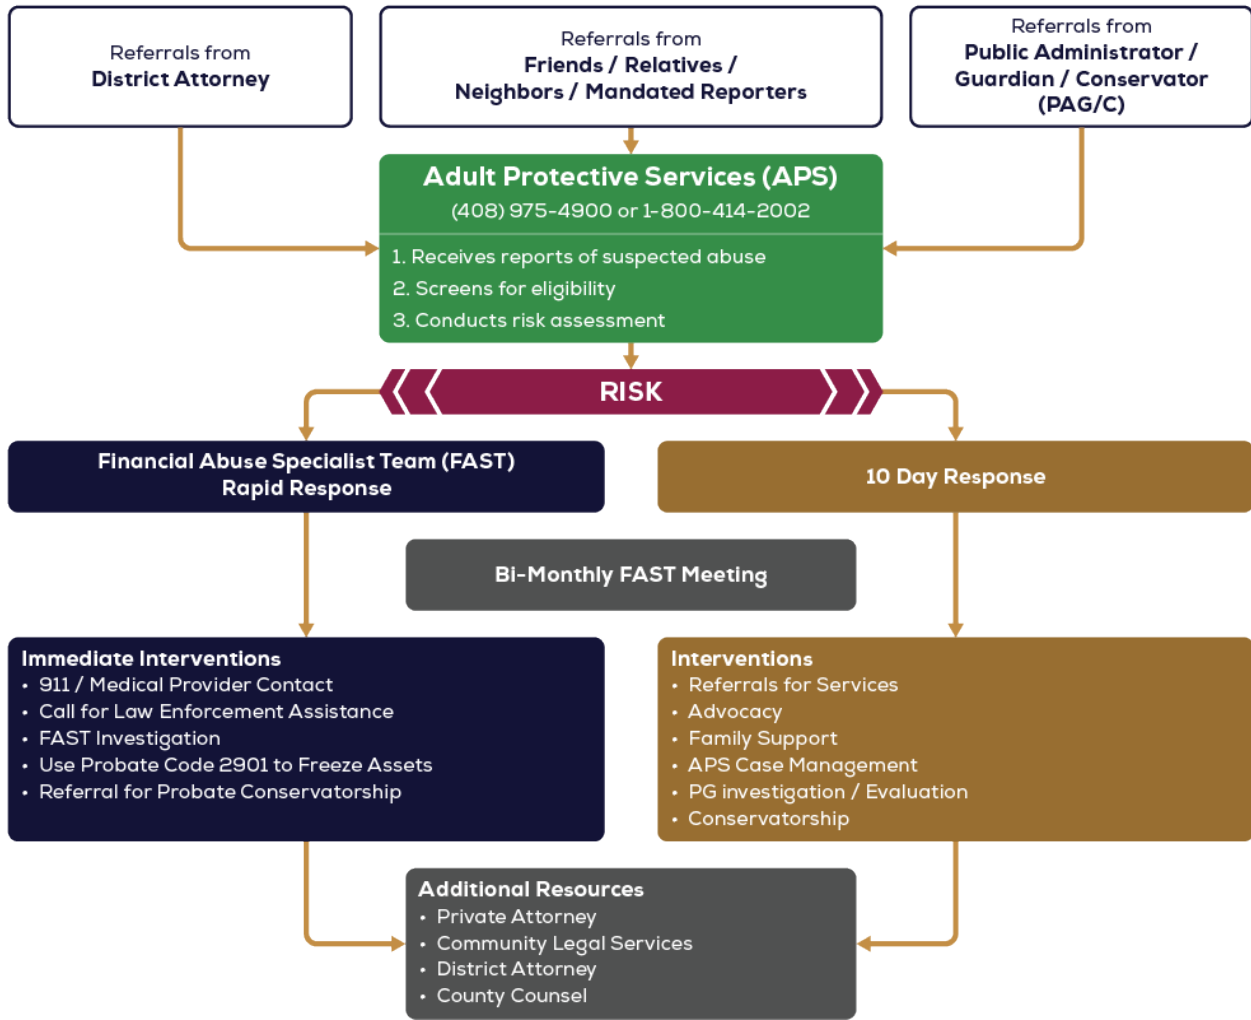 Referrals from
District Attorney
Referrals from
Friends / Relatives /
Neighbors / Mandated Reporters
Referrals from
Public Administrator /
Guardian / Conservator
(PAG/C)
Adult Protective Services (APS)
(408) 975-4900 or 1-800-414-2002
1. Receives reports of suspected abuse
2. Screens for eligibility
3. Conducts risk assessment
RISK
Financial Abuse Specialist Team (FAST)
Rapid Response
10 Day Response
Bi-Monthly FAST Meeting
Immediate Interventions
• 911 / Medical Provider Contact
• Call for Law Enforcement Assistance
• FAST Investigation
• Use Probate Code 2901 to Freeze Assets
• Referral for Probate Conservatorship
Interventions
• Referrals for Services
• Advocacy
• Family Support
• APS Case Management
• PG investigation / Evaluation
• Conservatorship
Additional Resources
• Private Attorney
• Community Legal Services
• District Attorney
• County Counsel